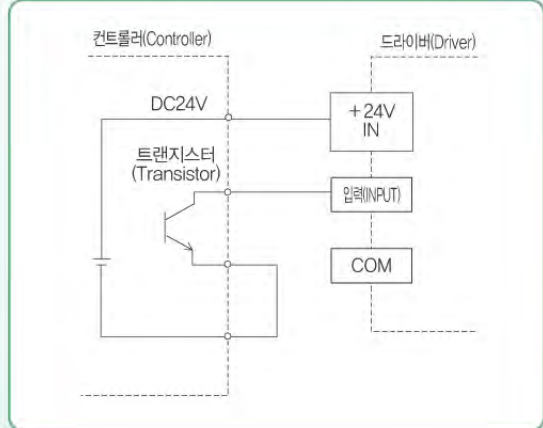 컨트롤러(Controller)
드라이버(Driver)
DC24V
+24V
IN
트랜지스터
(Transistor)
입력(INPUT)
COM